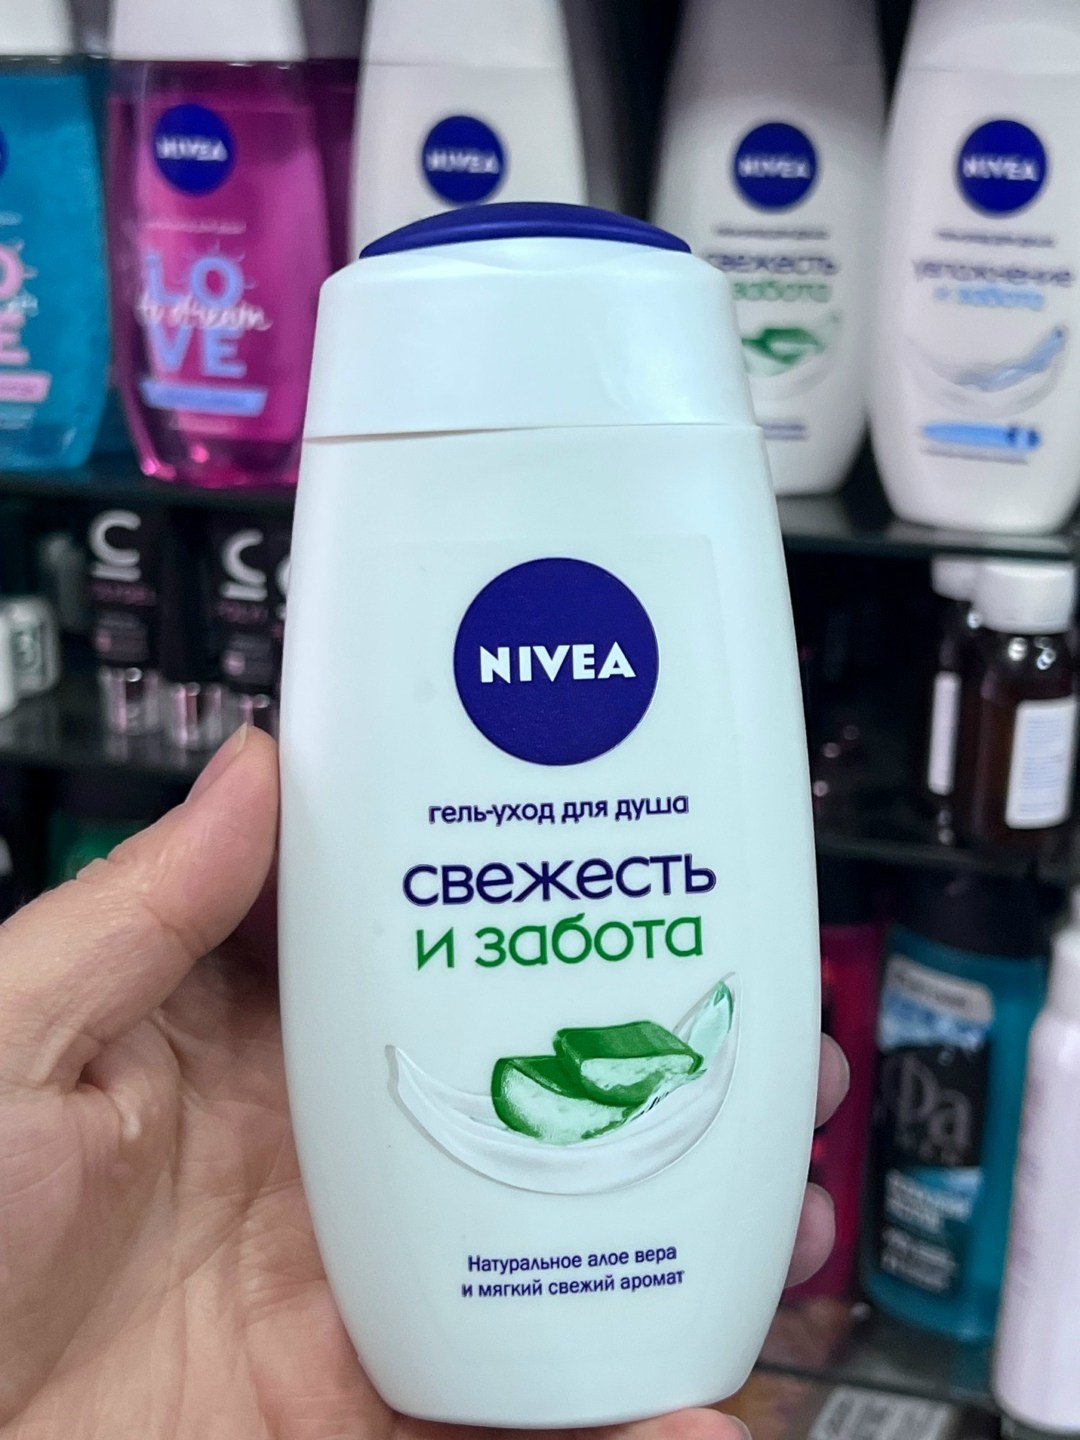 NIVEA
LO
VE
NIVEA
NIVEA
свежесть
забота
NIVEA
увлажнение
и забота
NIVEA
гель-уход для душа
свежесть
и забота
Натуральное алое вера
и мягкий свежий аромат